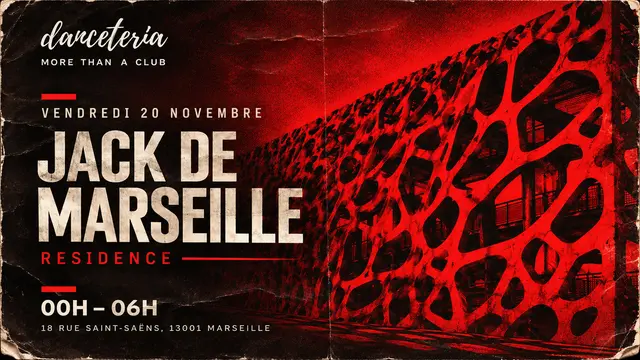 danceteria
MORE THAN A CLUB
VENDREDI 20 NOVEMBRE
JACK DE
MARSEILLE
RESIDENCE
00H – 06H
18 RUE SAINT-SAËNS, 13001 MARSEILLE